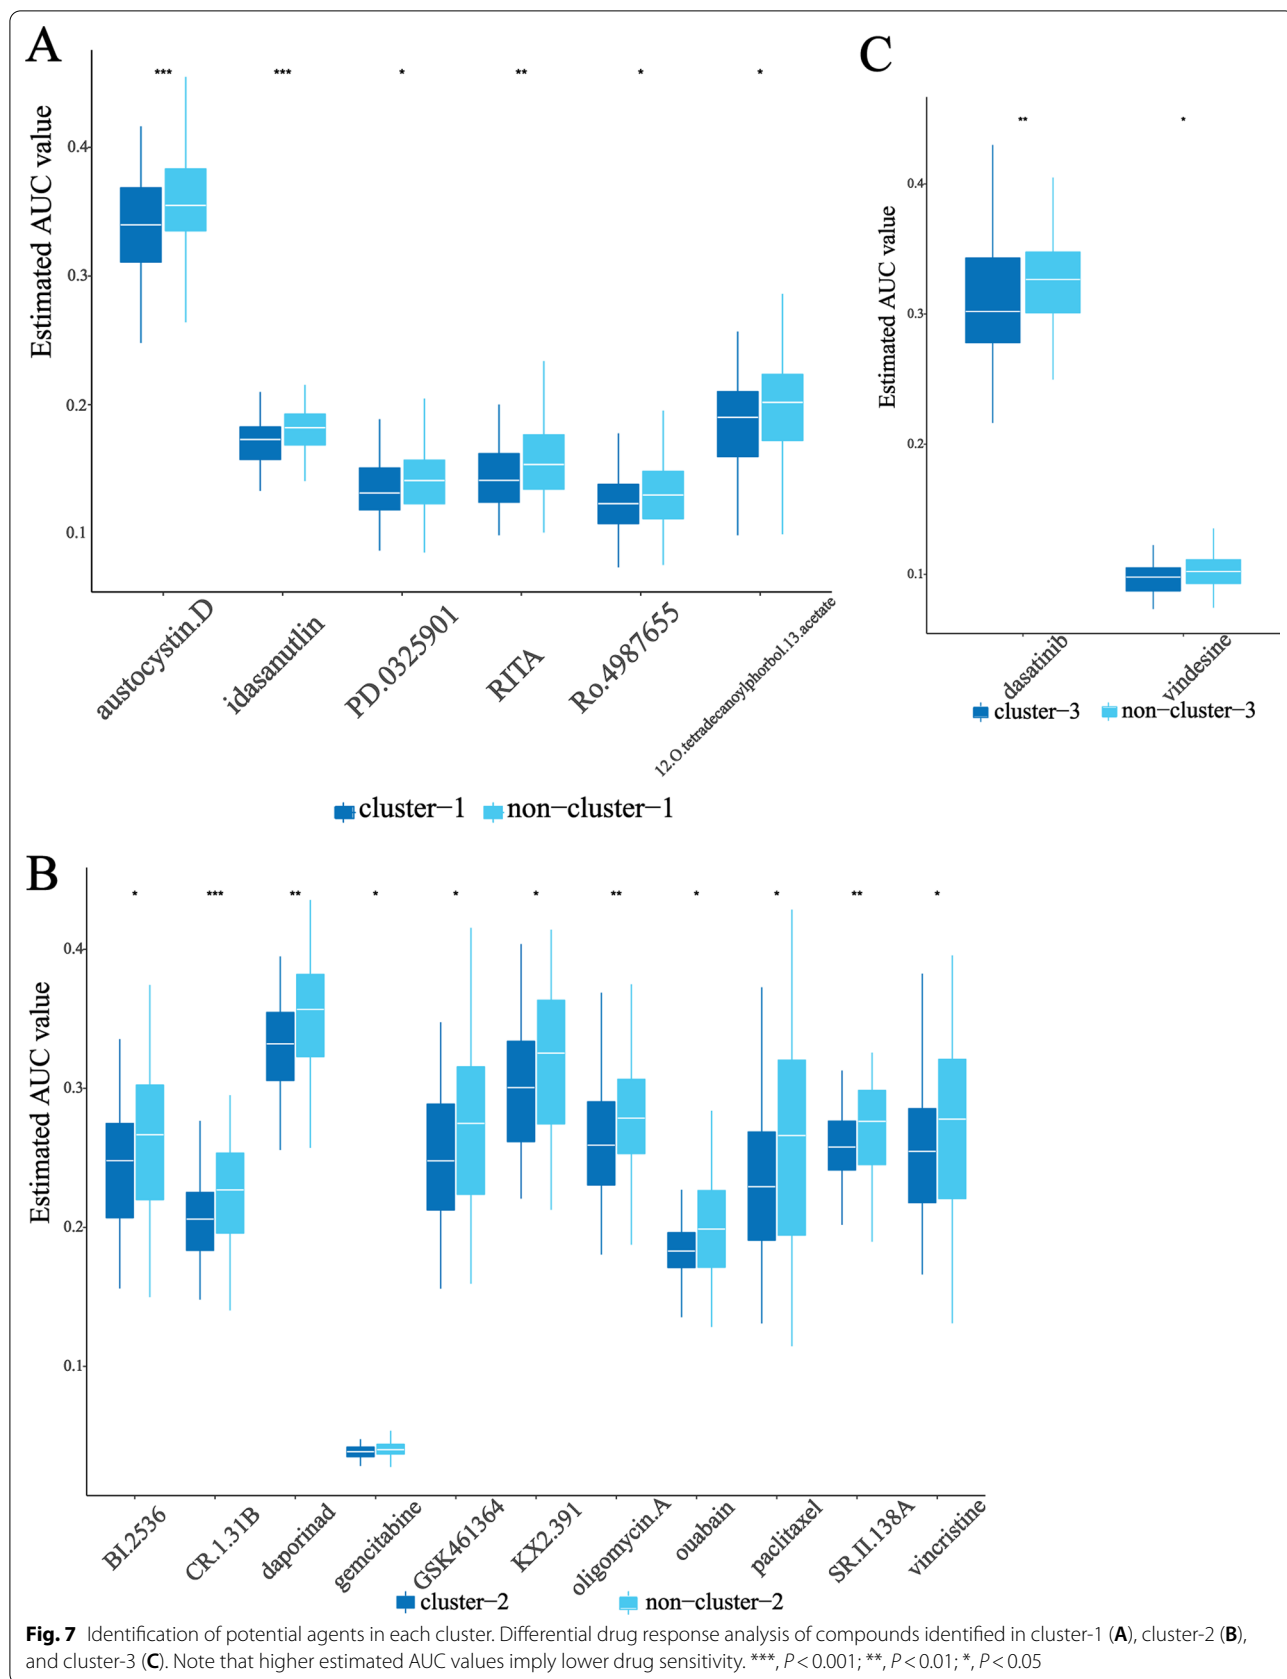 A
Estimated AUC value
*** *** * ** * *
0.4
0.3
0.2
0.1
austocystin.D idasanutlin PD.0325901 RITA Ro.4987655 12.O.tetradecanoylphorbol.13.acetate
cluster−1 non−cluster−1
C
Estimated AUC value
** *
0.4
0.3
0.2
0.1
dasatinib vindesine
cluster−3 non−cluster−3
B
Estimated AUC value
* *** ** * * * ** * * ** *
0.4
0.3
0.2
0.1
BI.2536 CR.1.31B daporinad gemcitabine GSK461364 KX2.391 oligomycin.A ouabain paclitaxel SR.II.138A vincristine
cluster−2 non−cluster−2
Fig. 7 Identification of potential agents in each cluster. Differential drug response analysis of compounds identified in cluster-1 (A), cluster-2 (B),
and cluster-3 (C). Note that higher estimated AUC values imply lower drug sensitivity. ***, P < 0.001; **, P < 0.01; *, P < 0.05